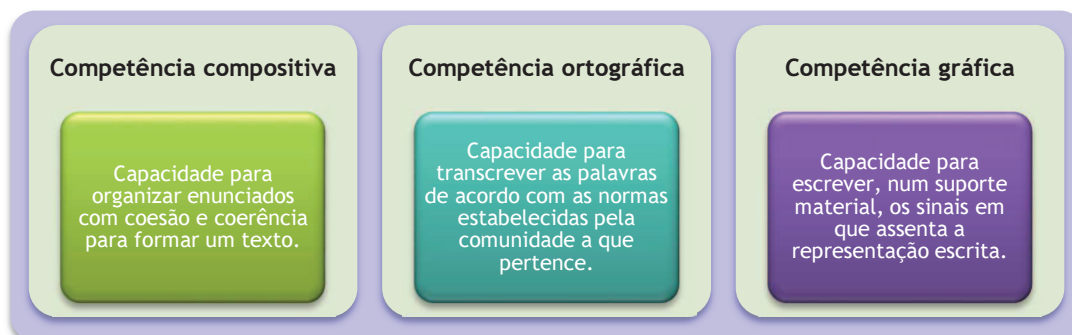 Competência compositiva
Capacidade para
organizar enunciados
com coesão e coerência
para formar um texto.
Competência ortográfica
Capacidade para
transcrever as palavras
de acordo com as normas
estabelecidas pela
comunidade a que
pertence.
Competência gráfica
Capacidade para
escrever, num suporte
material, os sinais em
que assenta a
representação escrita.